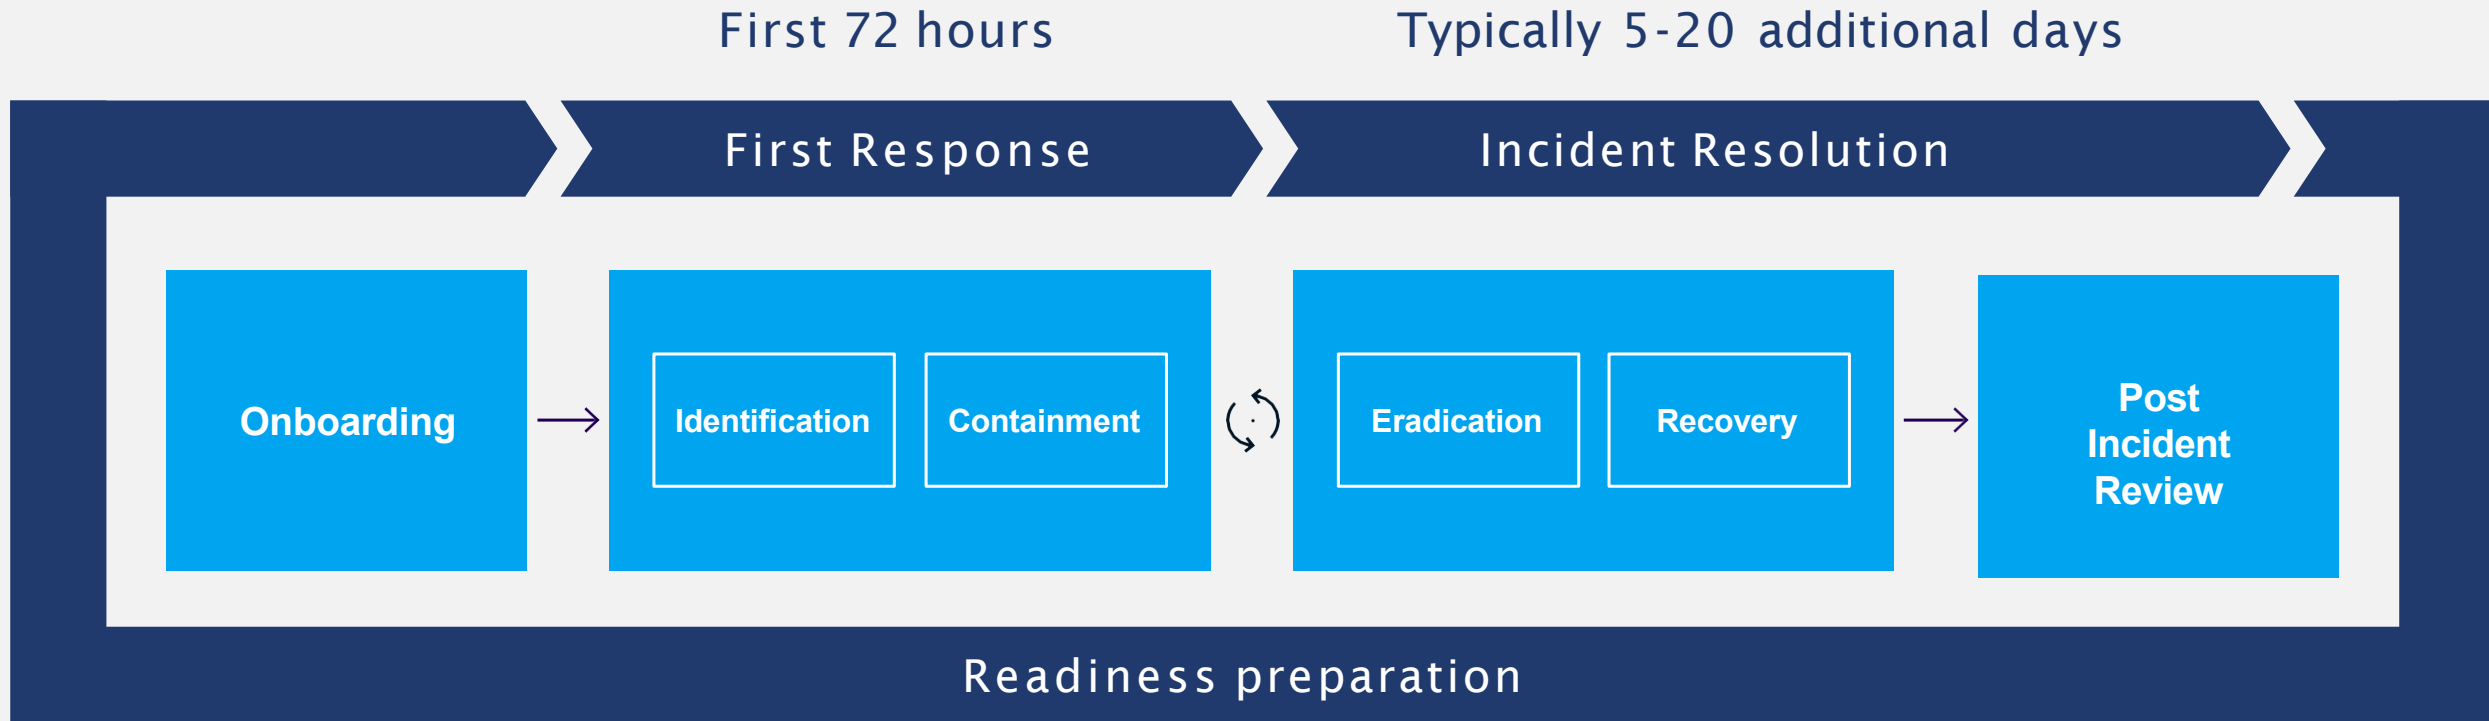 First 72 hours
Typically 5-20 additional days
First Response
Incident Resolution
Onboarding
Identification
Containment
Eradication
Recovery
Post
Incident
Review
Readiness preparation